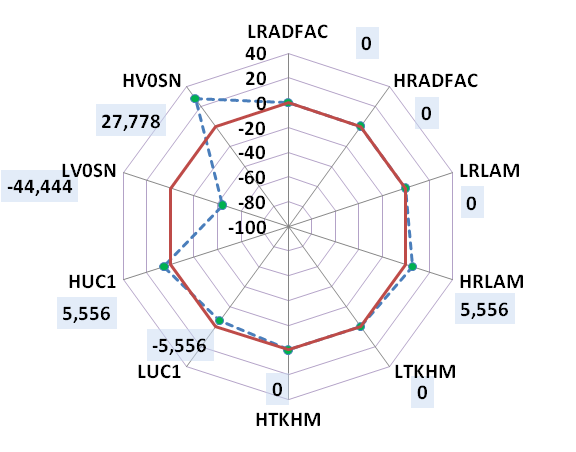 LRADFAC
40
0
20
HV0SN
HRADFAC
0
27,778
0
-20
-40
LV0SN
LRLAM
-44,444
-60
0
-80
-100
HUC1
HRLAM
5,556
5,556
-5,556
LUC1
LTKHM
0
0
HTKHM